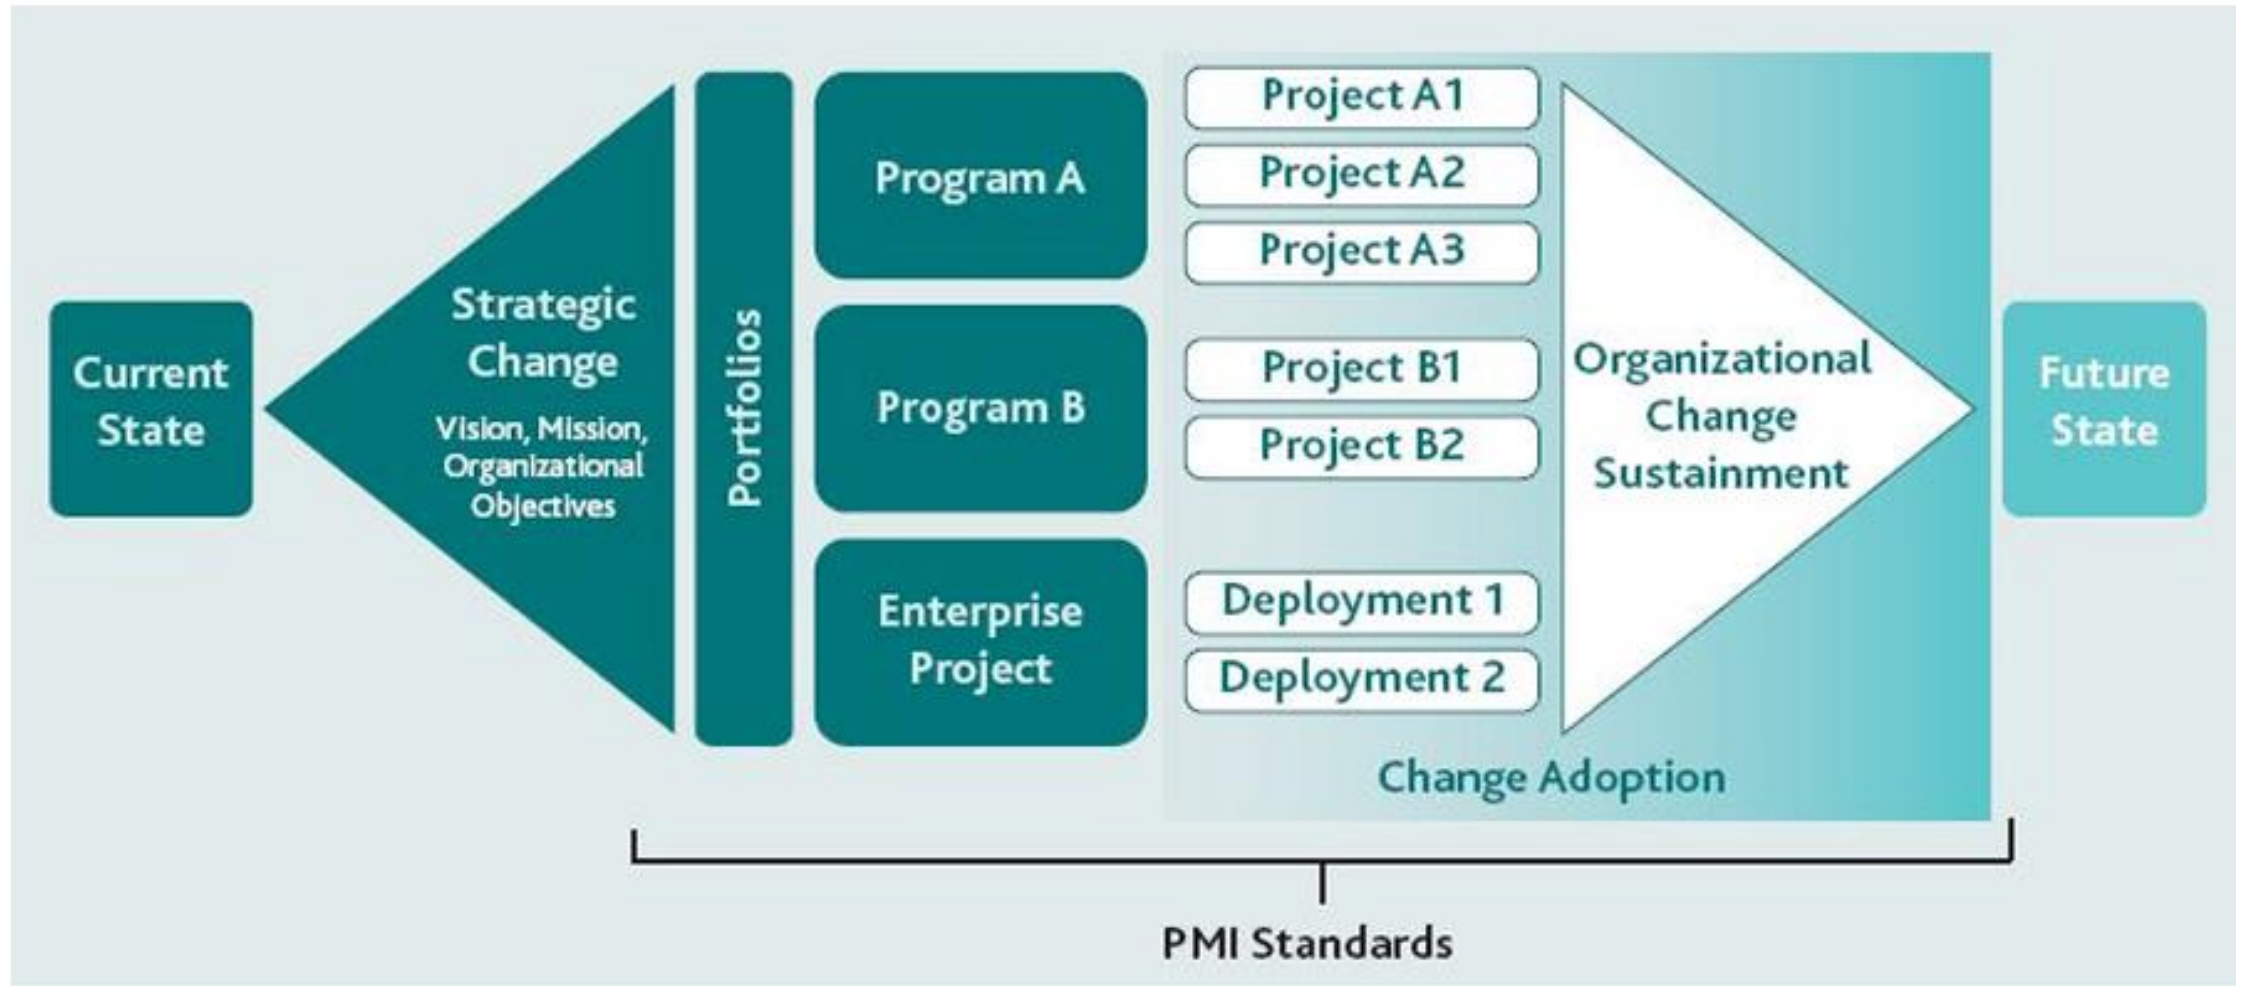 Current
State
Strategic
Change
Vision, Mission,
Organizational
Objectives
Portfolios
Program A
Program B
Enterprise
Project
Project A1
Project A2
Project A3
Project B1
Project B2
Deployment 1
Deployment 2
Organizational
Change
Sustainment
Change Adoption
Future
State
PMI Standards